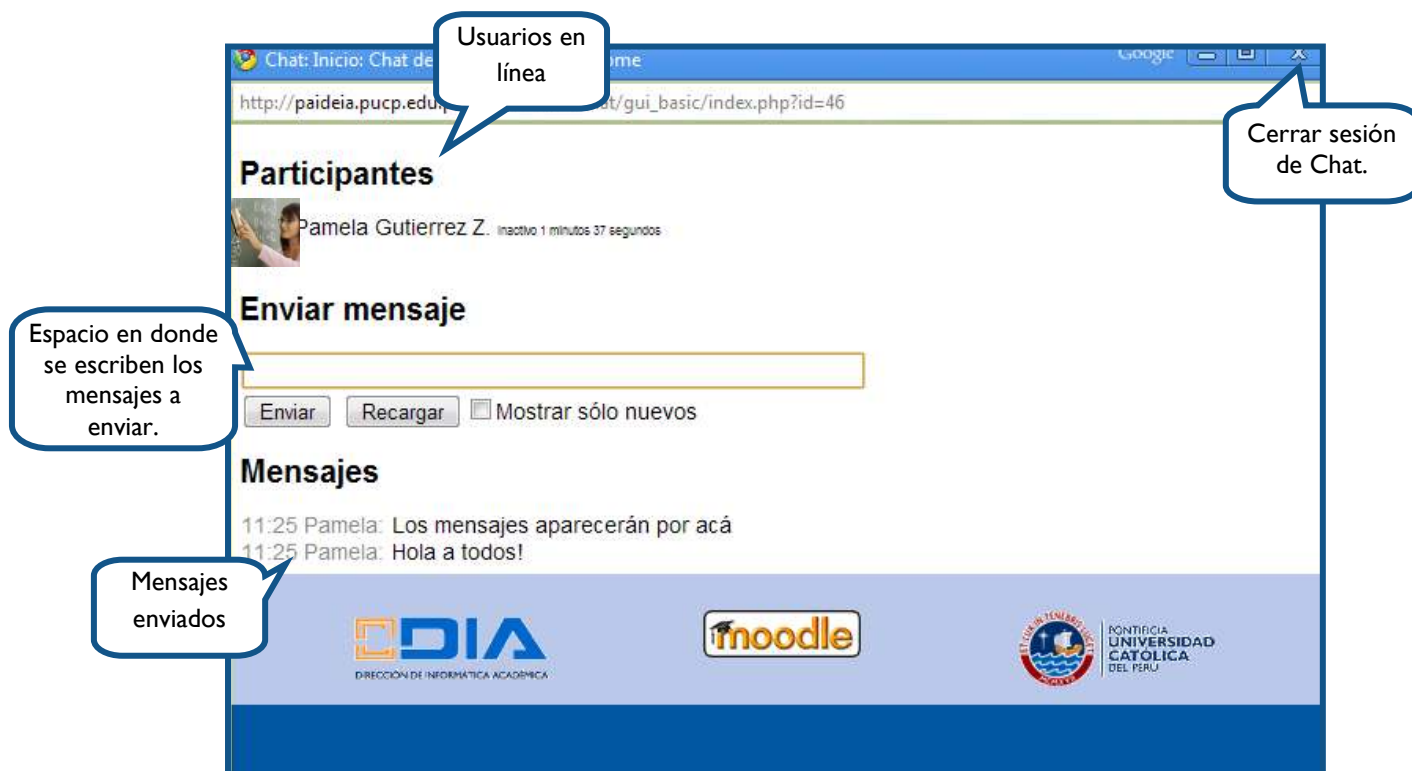 Usuarios en
línea
Chat: Inicio: Chat de
ome
Google
http://paideia.pucp.edu.
at/gui_basic/index.php?id=46
Cerrar sesión
de Chat.
Participantes
Pamela Gutierrez Z. Inactivo 1 minutos 37 segundos
Enviar mensaje
Espacio en donde
se escriben los
mensajes a
enviar.
Enviar Recargar Mostrar sólo nuevos
Mensajes
11:25 Pamela: Los mensajes aparecerán por acá
11:25 Pamela: Hola a todos!
Mensajes
enviados
DIA
DIRECCIÓN DE INFORMÁTICA ACADÉMICA
moodle
PONTIFICIA
UNIVERSIDAD
CATÓLICA
DEL PERÚ